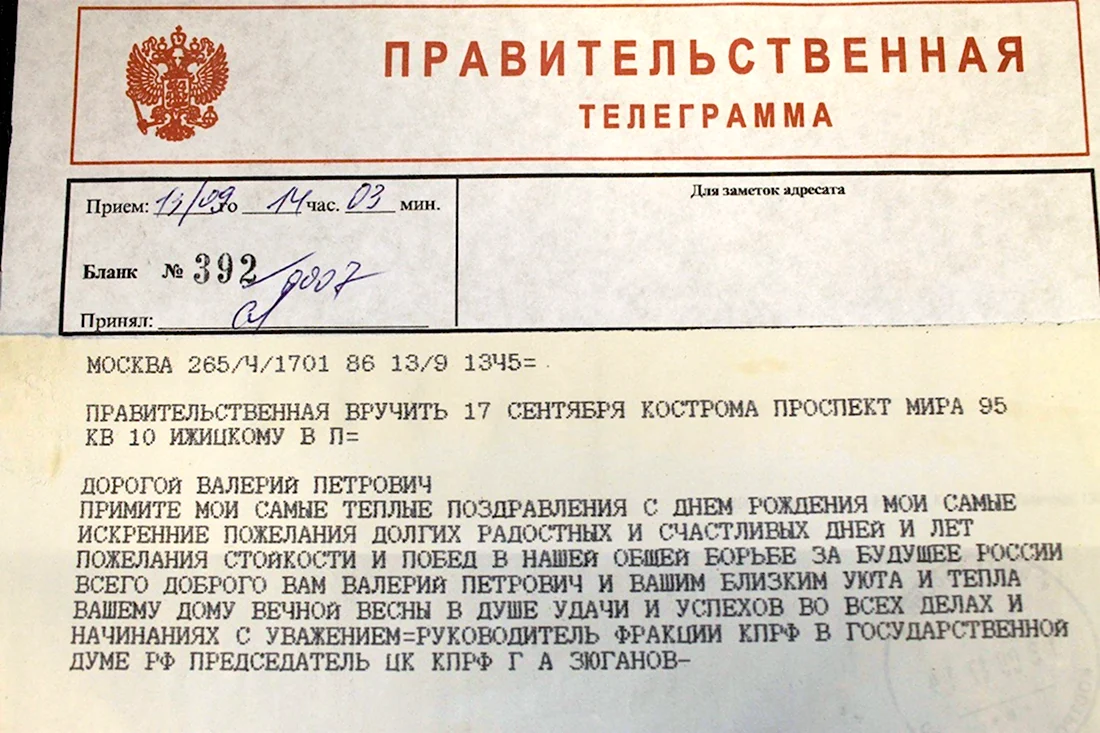 ПРАВИТЕЛЬСТВЕННАЯ
ТЕЛЕГРАММА
Прием: 13/09 го 14 час. 03 мин.
Для заметок адресата
Бланк № 392/0007
Принял:
МОСКВА 265/Ч/1701 86 13/9 1345=
ПРАВИТЕЛЬСТВЕННАЯ ВРУЧИТЬ 17 СЕНТЯБРЯ КОСТРОМА ПРОСПЕКТ МИРА 95
КВ 10 ИЖИЦКОМУ В П=
ДОРОГОЙ ВАЛЕРИЙ ПЕТРОВИЧ
ПРИМИТЕ МОИ САМЫЕ ТЕПЛЫЕ ПОЗДРАВЛЕНИЯ С ДНЕМ РОЖДЕНИЯ МОИ САМЫЕ
ИСКРЕННИЕ ПОЖЕЛАНИЯ ДОЛГИХ РАДОСТНЫХ И СЧАСТЛИВЫХ ДНЕЙ И ЛЕТ
ПОЖЕЛАНИЯ СТОЙКОСТИ И ПОБЕД В НАШЕЙ ОБЩЕЙ БОРЬБЕ ЗА БУДУЩЕЕ РОССИИ
ВСЕГО ДОБРОГО ВАМ ВАЛЕРИЙ ПЕТРОВИЧ И ВАШИМ БЛИЗКИМ УЮТА И ТЕПЛА
ВАШЕМУ ДОМУ ВЕЧНОЙ ВЕСНЫ В ДУШЕ УДАЧИ И УСПЕХОВ ВО ВСЕХ ДЕЛАХ И
НАЧИНАНИЯХ С УВАЖЕНИЕМ=РУКОВОДИТЕЛЬ ФРАКЦИИ КПРФ В ГОСУДАРСТВЕННОЙ
ДУМЕ РФ ПРЕДСЕДАТЕЛЬ ЦК КПРФ Г А ЗЮГАНОВ-